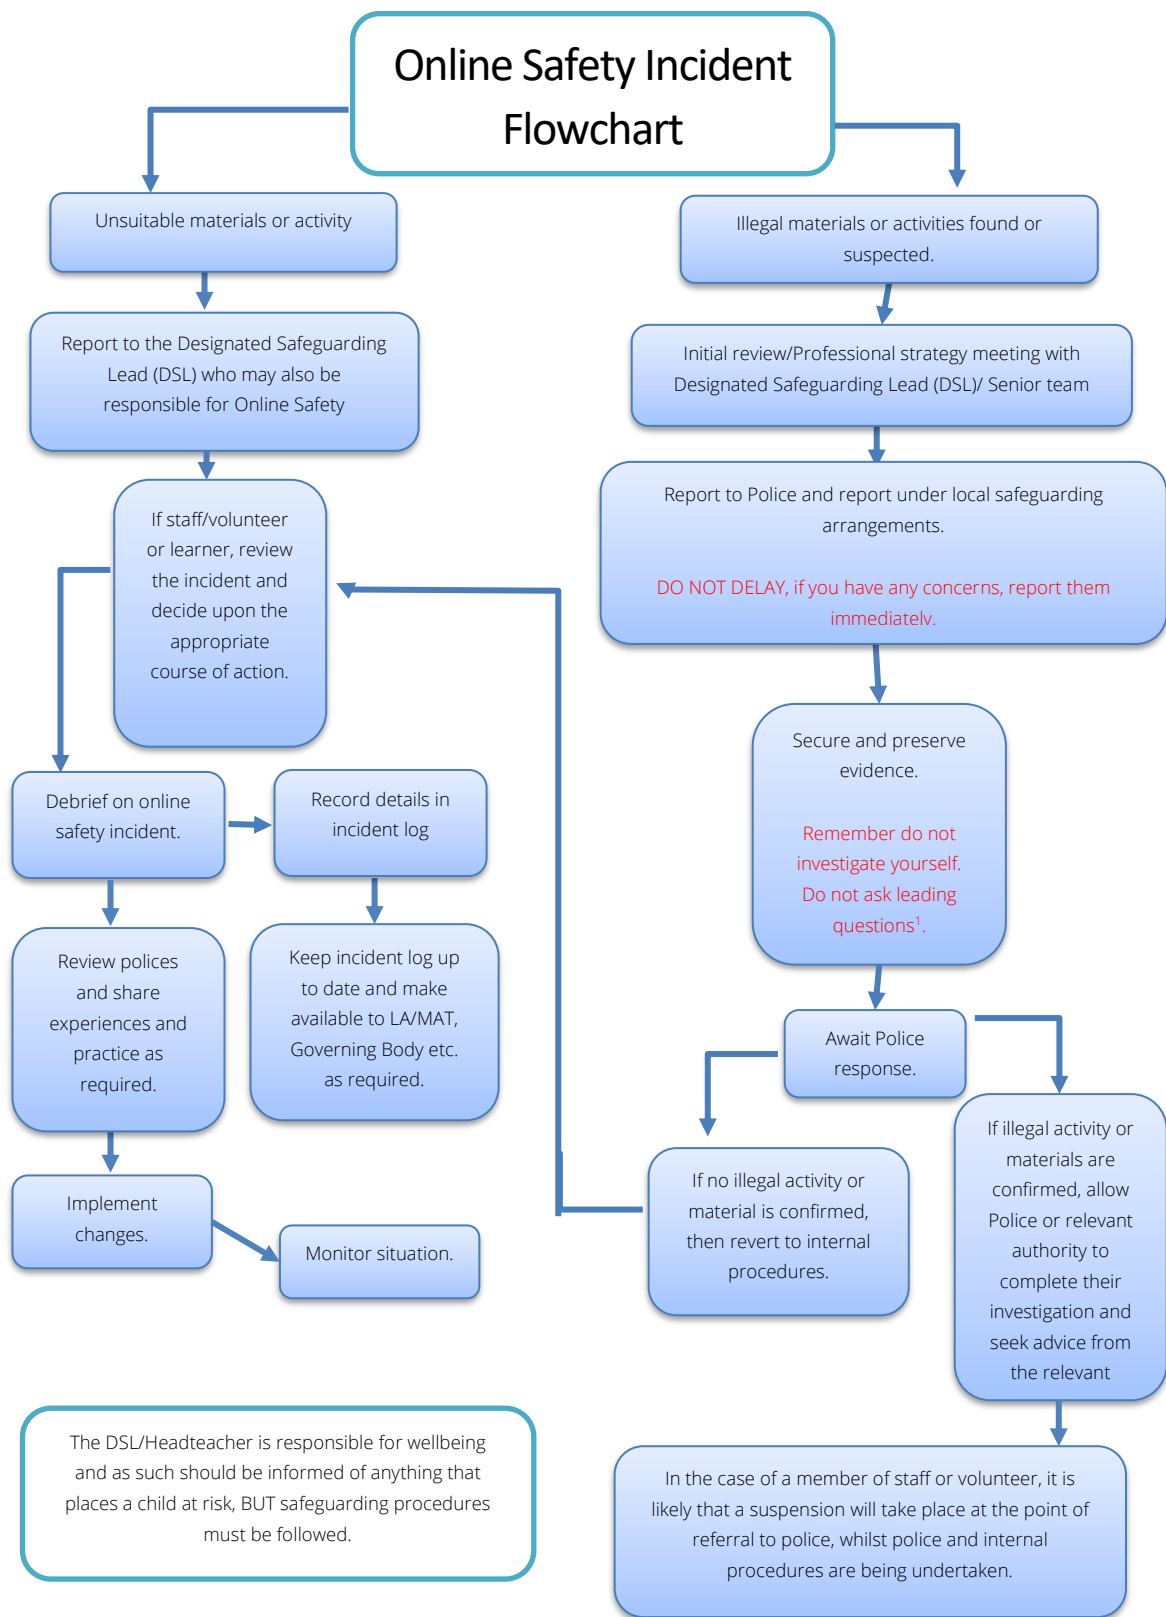 Online Safety Incident
Flowchart
Unsuitable materials or activity
Report to the Designated Safeguarding
Lead (DSL) who may also be
responsible for Online Safety
If staff/volunteer
or learner, review
the incident and
decide upon the
appropriate
course of action.
Debrief on online
safety incident.
Record details in
incident log
Review polices
and share
experiences and
practice as
required.
Keep incident log up
to date and make
available to LA/MAT,
Governing Body etc.
as required.
Implement
changes.
Monitor situation.
Illegal materials or activities found or
suspected.
Initial review/Professional strategy meeting with
Designated Safeguarding Lead (DSL)/ Senior team
Report to Police and report under local safeguarding
arrangements.
DO NOT DELAY, if you have any concerns, report them
immediately.
Secure and preserve
evidence.
Remember do not
investigate yourself.
Do not ask leading
questions¹.
Await Police
response.
If no illegal activity or
material is confirmed,
then revert to internal
procedures.
If illegal activity or
materials are
confirmed, allow
Police or relevant
authority to
complete their
investigation and
seek advice from
the relevant
In the case of a member of staff or volunteer, it is
likely that a suspension will take place at the point of
referral to police, whilst police and internal
procedures are being undertaken.
The DSL/Headteacher is responsible for wellbeing
and as such should be informed of anything that
places a child at risk, BUT safeguarding procedures
must be followed.